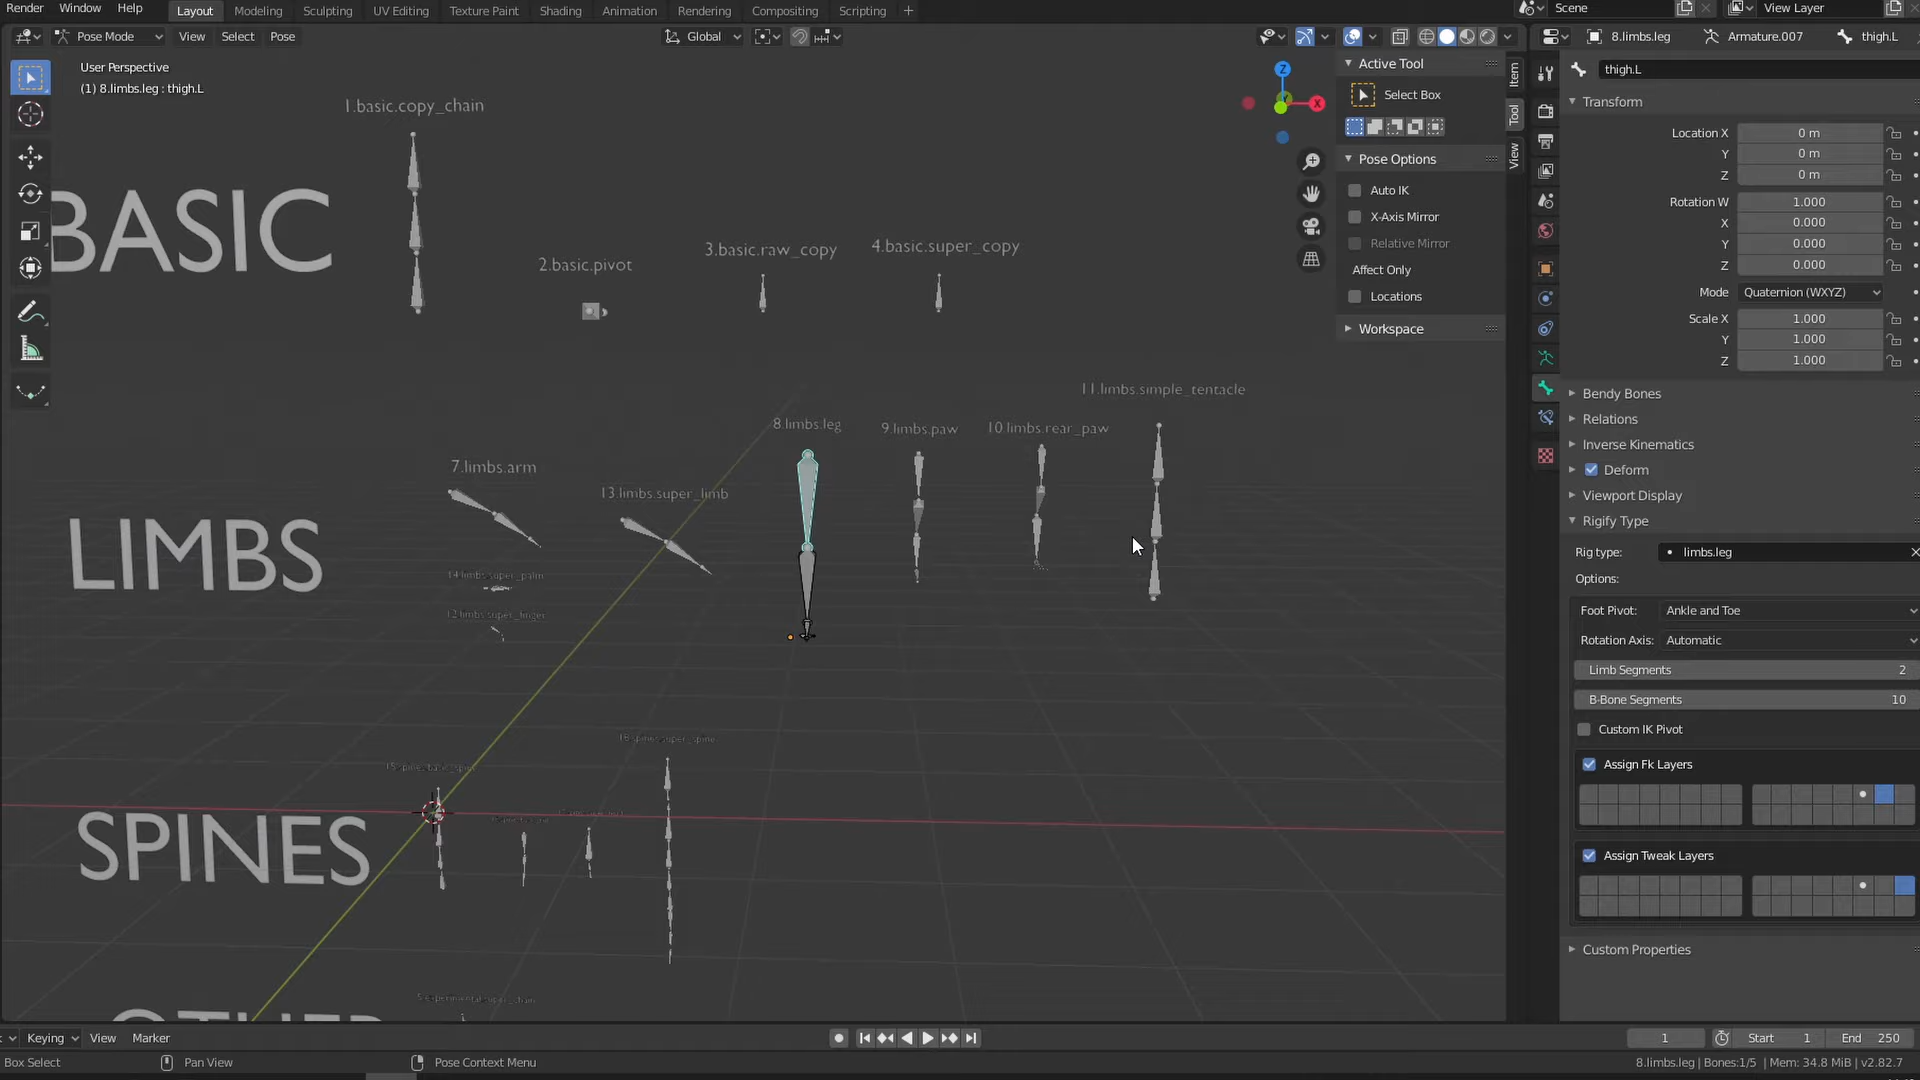 Render Window Help Layout Modeling Sculpting UV Editing Texture Paint Shading Animation Rendering Compositing Scripting + Scene View Layer
Pose Mode View Select Pose Global 8.limbs.leg Armature.007 thigh.L
User Perspective
(1) 8.limbs.leg : thigh.L
1.basic.copy_chain
BASIC
2.basic.pivot
3.basic.raw_copy
4.basic.super_copy
11.limbs.simple_tentacle
8.limbs.leg
9.limbs.paw
10.limbs.rear_paw
7.limbs.arm
13.limbs.super_limb
LIMBS
14.limbs.super_palm
12.limbs.super_finger
18.spines.super_spine
SPINES
Z
X
Active Tool
Select Box
Pose Options
Auto IK
X-Axis Mirror
Relative Mirror
Affect Only
Locations
Workspace
Item
Tool
View
thigh.L
Transform
Location X 0 m
Y 0 m
Z 0 m
Rotation W 1.000
X 0.000
Y 0.000
Z 0.000
Mode Quaternion (WXYZ)
Scale X 1.000
Y 1.000
Z 1.000
Bendy Bones
Relations
Inverse Kinematics
Deform
Viewport Display
Rigify Type
Rig type: limbs.leg
Options:
Foot Pivot: Ankle and Toe
Rotation Axis: Automatic
Limb Segments 2
B-Bone Segments 10
Custom IK Pivot
Assign Fk Layers
Assign Tweak Layers
Custom Properties
Keying View Marker 1 Start 1 End 250
Box Select Pan View Pose Context Menu 8.limbs.leg | Bones:1/5 | Mem: 34.8 MiB | v2.82.7